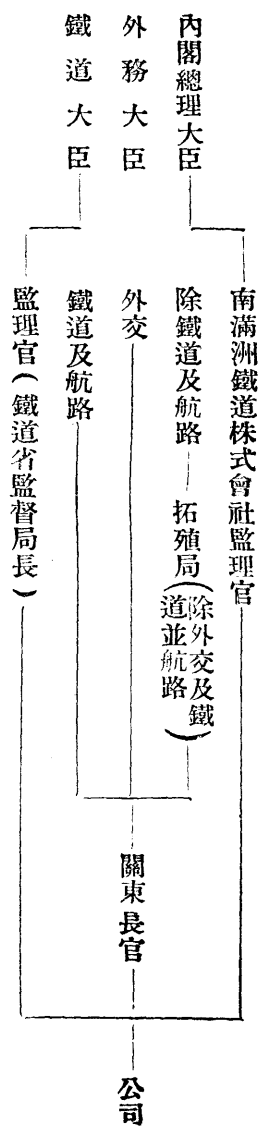 內閣總理大臣
外務大臣
鐵道大臣
南滿洲鐵道株式會社監理官
除鐵道及航路
拓殖局(除外交及鐵道並航路)
外交
鐵道及航路
監理官(鐵道省監督局長)
關東長官
公司